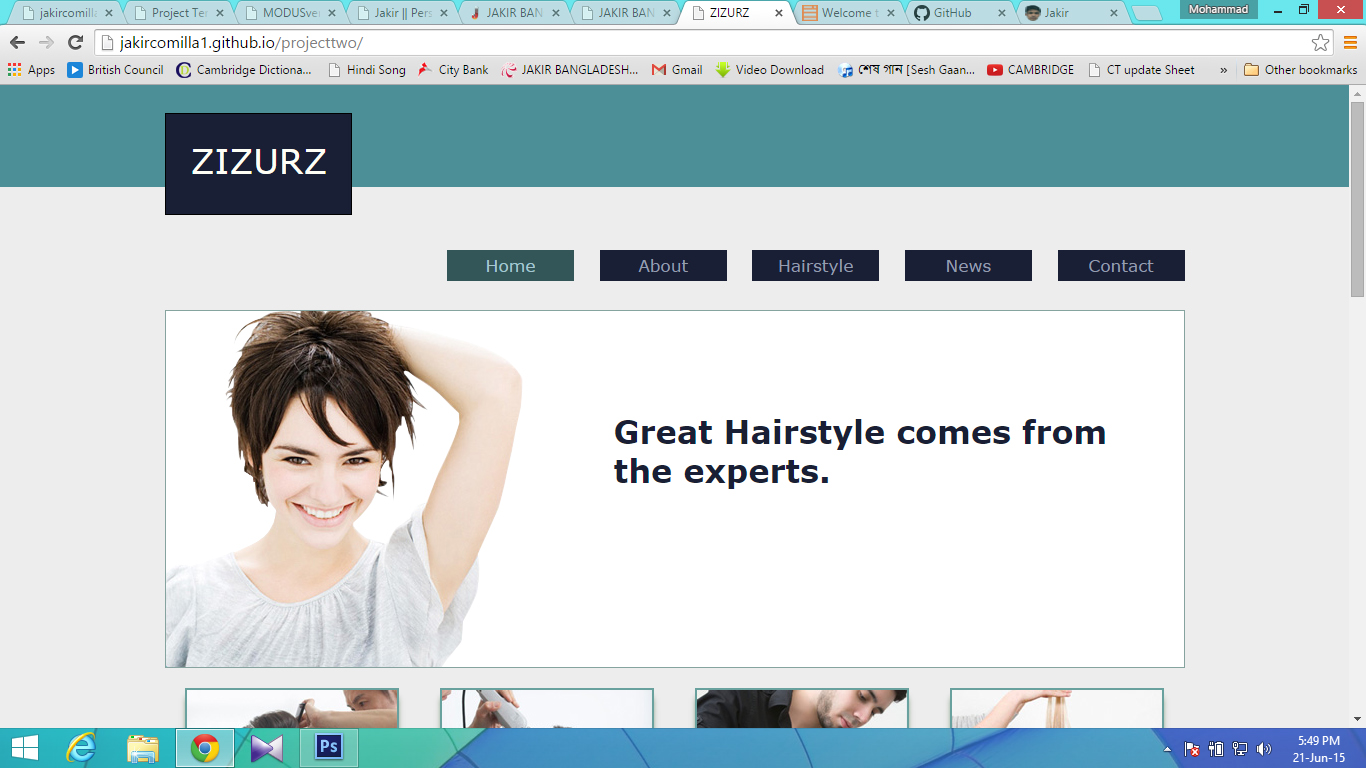 jakircomilla
Project Ter
MODUSver
Jakir || Pers
JAKIR BAN
JAKIR BAN
ZIZURZ
Welcome t
GitHub
Jakir
Mohammad
jakircomilla1.github.io/projecttwo/
Apps
British Council
Cambridge Dictiona...
Hindi Song
City Bank
JAKIR BANGLADESH...
Gmail
Video Download
শেষ গান [Sesh Gaan...
CAMBRIDGE
CT update Sheet
»
Other bookmarks
ZIZURZ
Home
About
Hairstyle
News
Contact
Great Hairstyle comes from
the experts.
Ps
5:49 PM
21-Jun-15